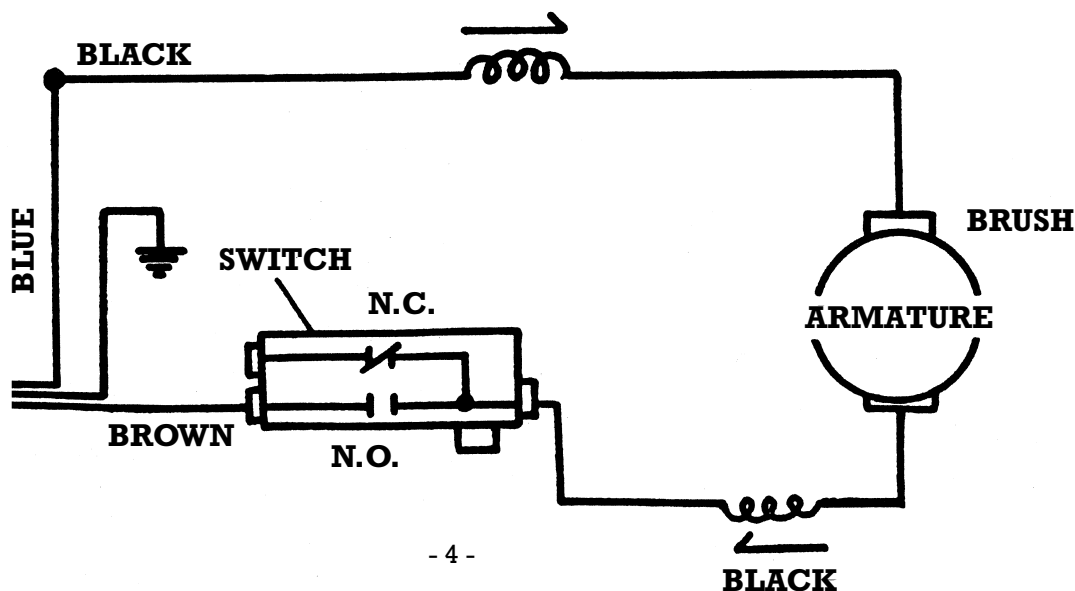 BLACK
BLUE
BRUSH
SWITCH
N.C.
ARMATURE
BROWN
N.O.
- 4 -
BLACK